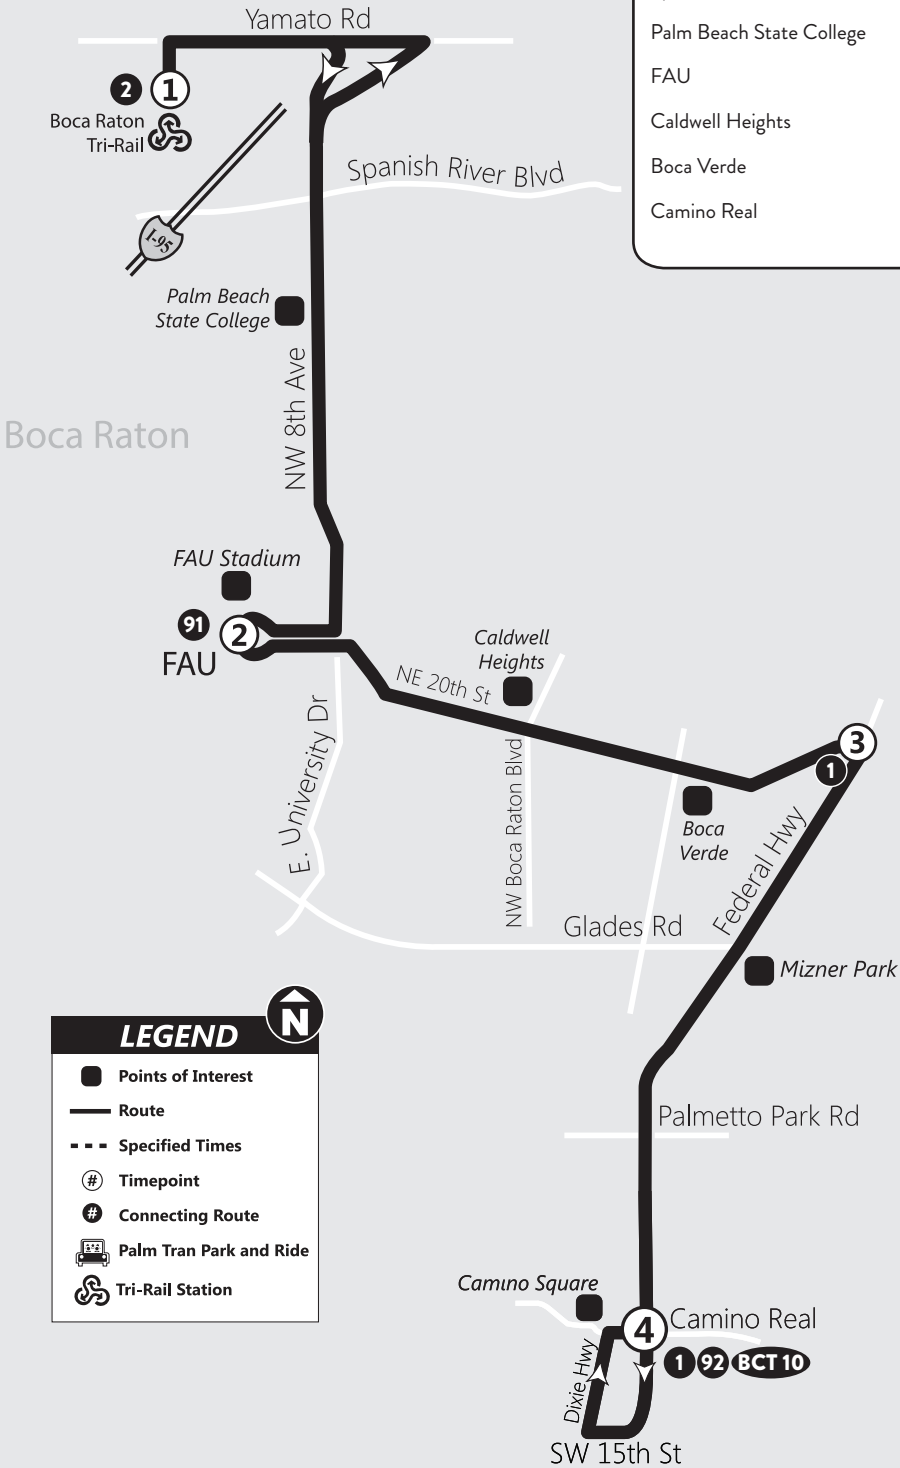 Yamato Rd
Palm Beach State College
FAU
Caldwell Heights
Boca Verde
Camino Real
2
1
Boca Raton
Tri-Rail
Spanish River Blvd
I-95
Palm Beach
State College
NW 8th Ave
Boca Raton
FAU Stadium
91
2
FAU
Caldwell
Heights
NE 20th St
E. University Dr
NW Boca Raton Blvd
3
1
Boca
Verde
Federal Hwy
Glades Rd
Mizner Park
LEGEND
N
Points of Interest
Route
Specified Times
# Timepoint
# Connecting Route
Palm Tran Park and Ride
Tri-Rail Station
Palmetto Park Rd
Camino Square
4
Camino Real
1 92 BCT 10
Dixie Hwy
SW 15th St